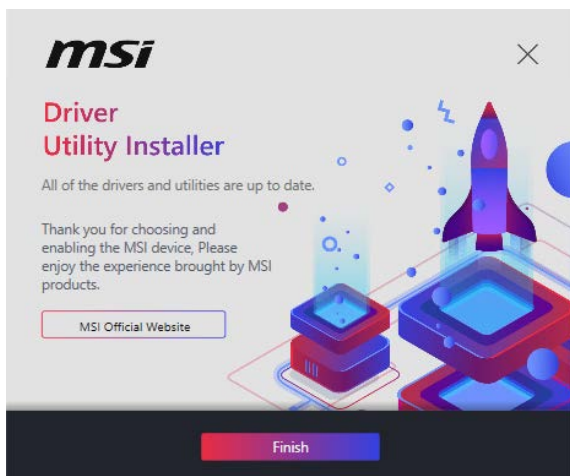 msi
Driver
Utility Installer
All of the drivers and utilities are up to date.
Thank you for choosing and
enabling the MSI device, Please
enjoy the experience brought by MSI
products.
MSI Official Website
Finish